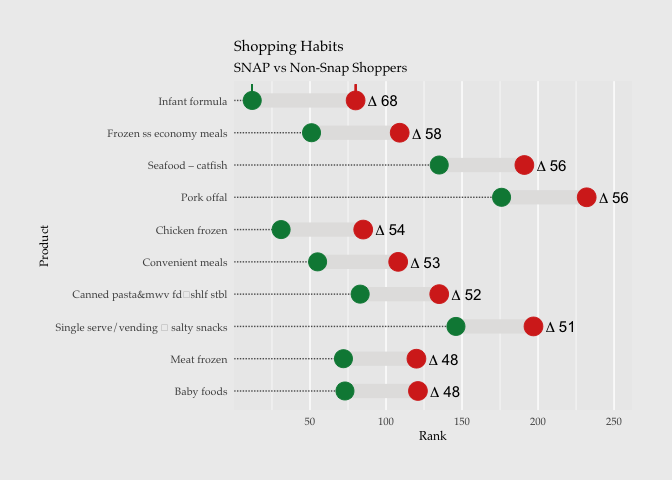 Shopping Habits
SNAP vs Non-Snap Shoppers
Infant formula
Δ 68
Frozen ss economy meals
Δ 58
Seafood – catfish
Δ 56
Pork offal
Δ 56
Chicken frozen
Δ 54
Convenient meals
Δ 53
Canned pasta&mwv fd□shlf stbl
Δ 52
Single serve/vending □ salty snacks
Δ 51
Meat frozen
Δ 48
Baby foods
Δ 48
Product
50 100 150 200 250
Rank